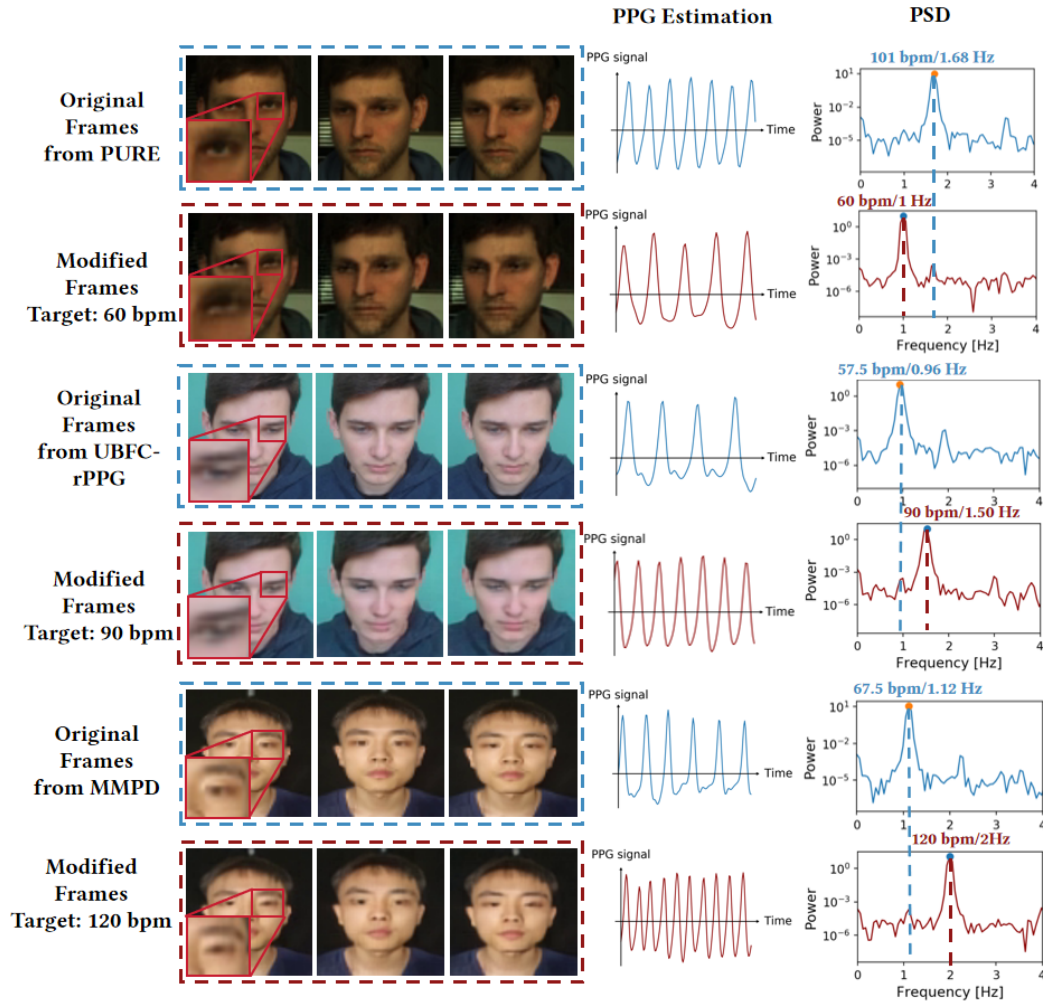 PPG Estimation
PSD
Original
Frames
from PURE
PPG signal
Time
101 bpm/1.68 Hz
Power
10^1
10^-2
10^-5
0 1 2 3 4
Modified
Frames
Target: 60 bpm
PPG signal
Time
60 bpm/1 Hz
Power
10^0
10^-3
10^-6
0 1 2 3 4
Frequency [Hz]
Original
Frames
from UBFC-
rPPG
PPG signal
Time
57.5 bpm/0.96 Hz
Power
10^0
10^-3
10^-6
0 1 2 3 4
Modified
Frames
Target: 90 bpm
PPG signal
Time
90 bpm/1.50 Hz
Power
10^0
10^-3
10^-6
0 1 2 3 4
Frequency [Hz]
Original
Frames
from MMPD
PPG signal
Time
67.5 bpm/1.12 Hz
Power
10^1
10^-2
10^-5
0 1 2 3 4
Modified
Frames
Target: 120 bpm
PPG signal
Time
120 bpm/2Hz
Power
10^0
10^-3
10^-6
0 1 2 3 4
Frequency [Hz]